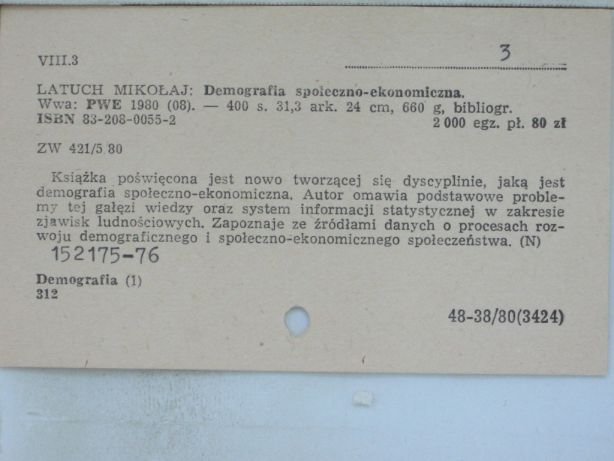 3
VIII.3
LATUCH MIKOŁAJ: Demografia społeczno-ekonomiczna.
Wwa: PWE 1980 (08). — 400 s. 31,3 ark. 24 cm, 660 g, bibliogr.
ISBN 83-208-0055-2 2 000 egz. pł. 80 zł
ZW 421/5 80
Książka poświęcona jest nowo tworzącej się dyscyplinie, jaką jest
demografia społeczno-ekonomiczna. Autor omawia podstawowe proble-
my tej gałęzi wiedzy oraz system informacji statystycznej w zakresie
zjawisk ludnościowych. Zapoznaje ze źródłami danych o procesach roz-
woju demograficznego i społeczno-ekonomicznego społeczeństwa. (N)
152175-76
Demografia (1)
312
48-38/80(3424)